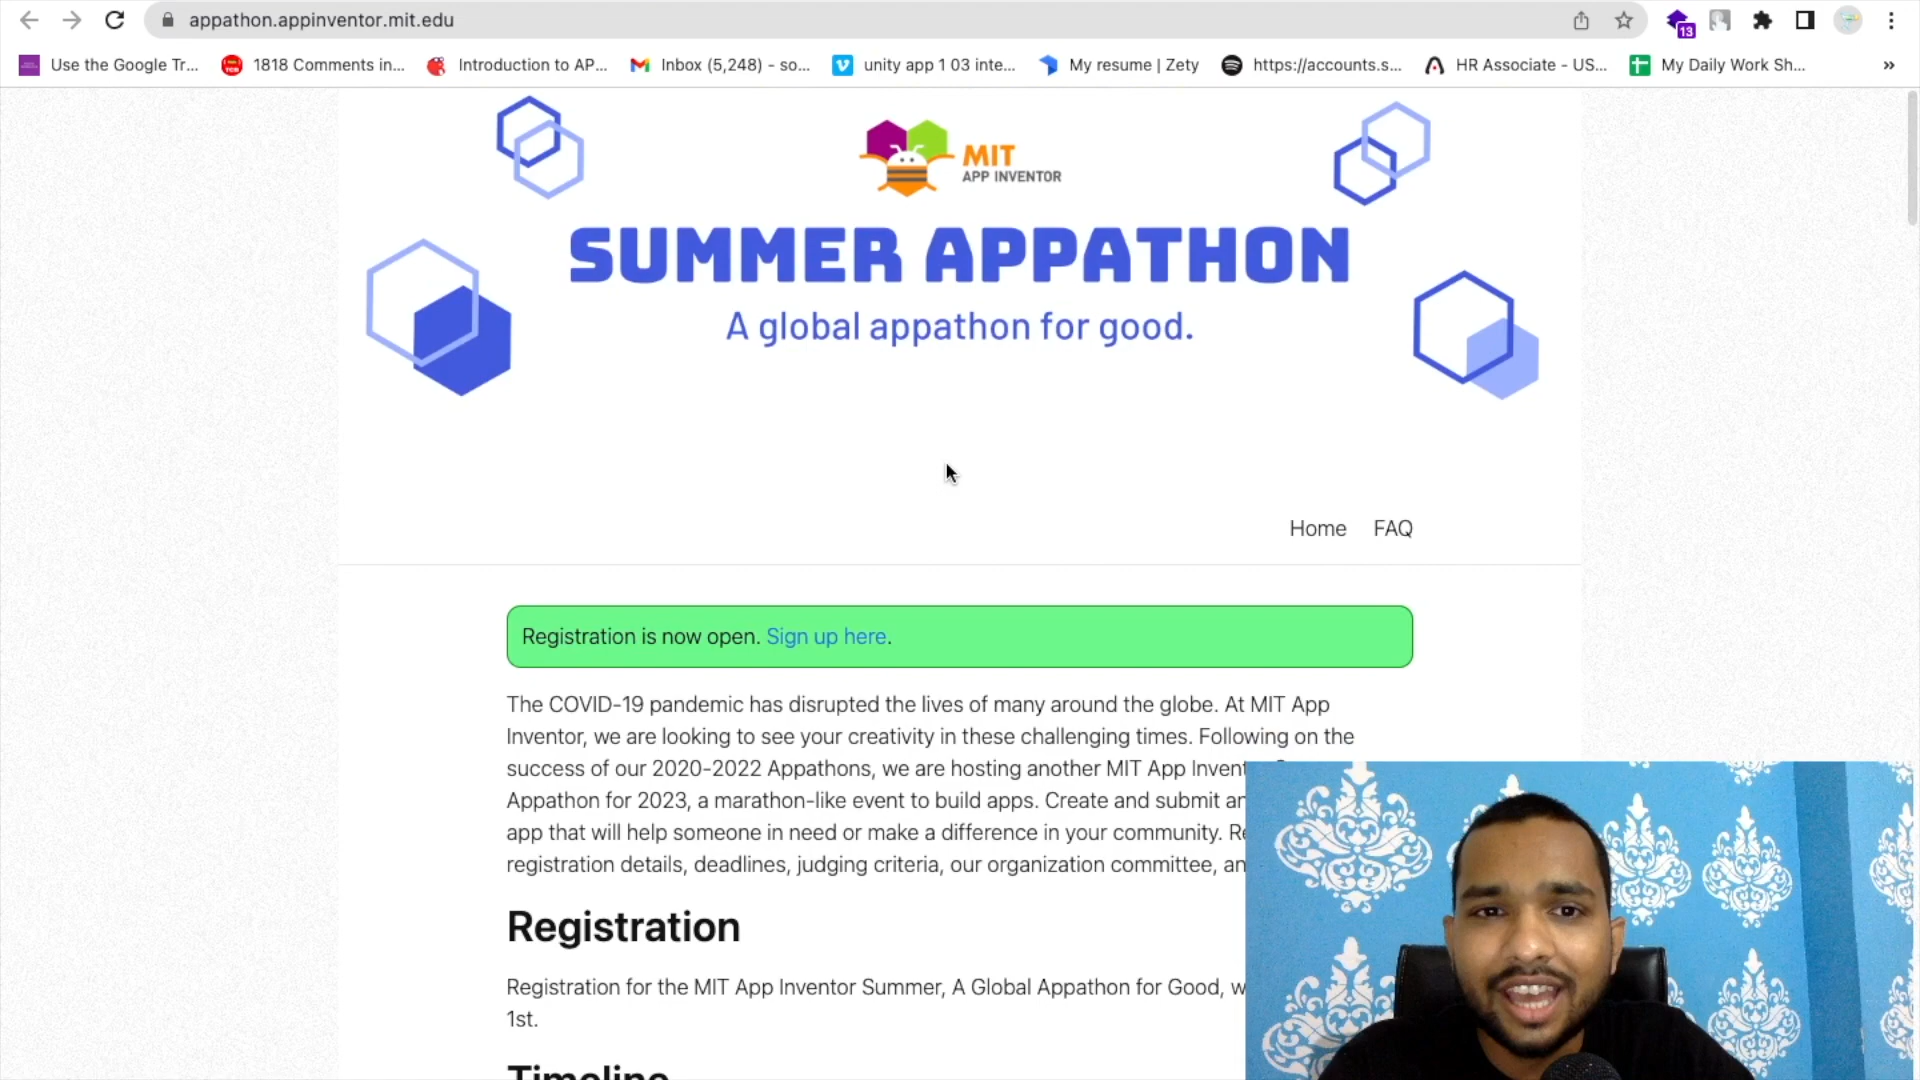 appathon.appinventor.mit.edu
13
Use the Google Tr...
1818 Comments in...
Introduction to AP...
Inbox (5,248) - so...
unity app 1 03 inte...
My resume | Zety
https://accounts.s...
HR Associate - US...
My Daily Work Sh...
»
MIT
APP INVENTOR
SUMMER APPATHON
A global appathon for good.
Home FAQ
Registration is now open. Sign up here.
The COVID-19 pandemic has disrupted the lives of many around the globe. At MIT App
Inventor, we are looking to see your creativity in these challenging times. Following on the
success of our 2020-2022 Appathons, we are hosting another MIT App Invent
Appathon for 2023, a marathon-like event to build apps. Create and submit an
app that will help someone in need or make a difference in your community. Re
registration details, deadlines, judging criteria, our organization committee, an
Registration
Registration for the MIT App Inventor Summer, A Global Appathon for Good, w
1st.
Timeline